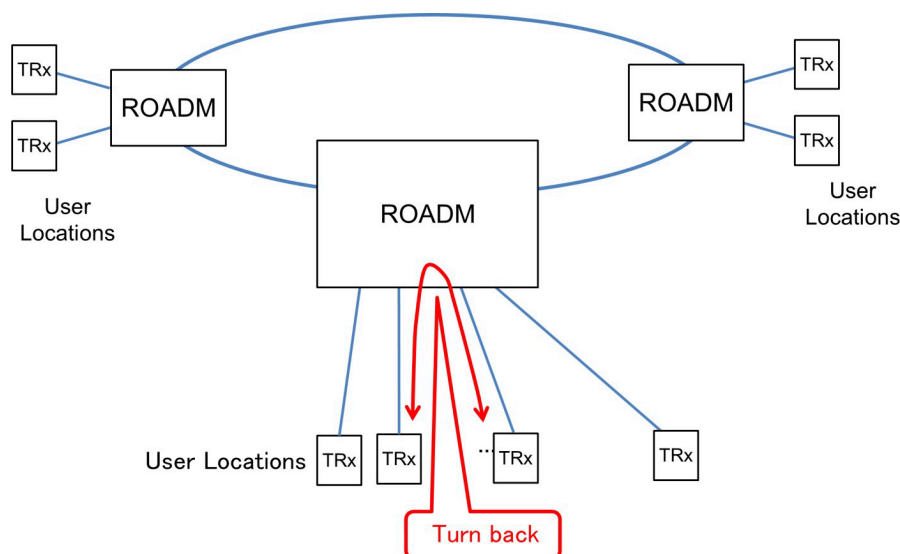 TRx
TRx
ROADM
User
Locations
TRx
TRx
ROADM
User
Locations
ROADM
User Locations
TRx
TRx
...
TRx
TRx
Turn back